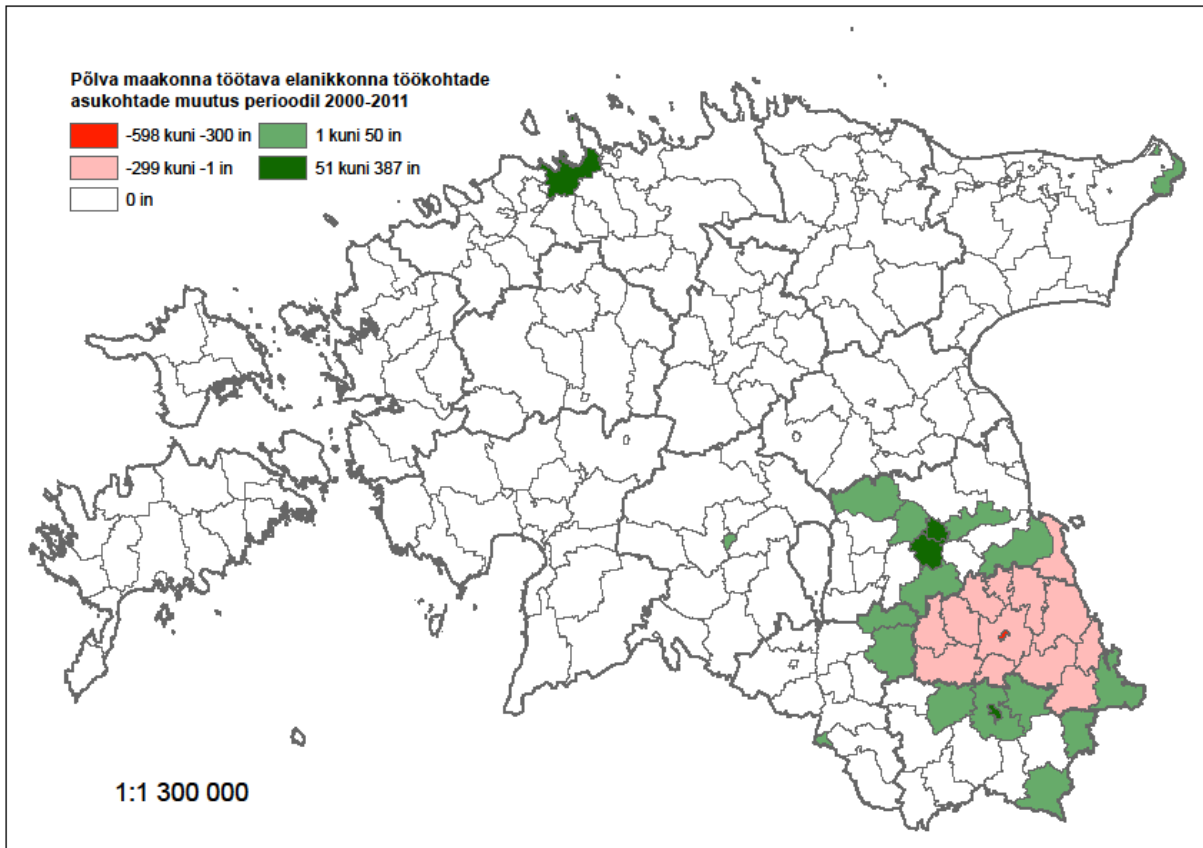 Põlva maakonna töötava elanikkonna töökohtade
asukohtade muutus perioodil 2000-2011
-598 kuni -300 in
1 kuni 50 in
-299 kuni -1 in
51 kuni 387 in
0 in
1:1 300 000